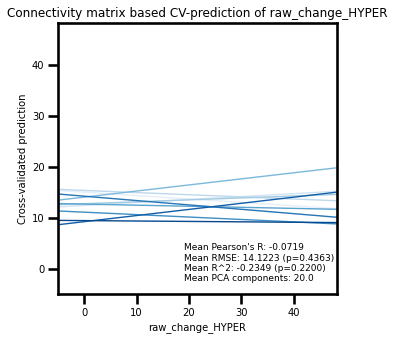 Connectivity matrix based CV-prediction of raw_change_HYPER
40
30
20
10
0
Cross-validated prediction
Mean Pearson's R: -0.0719
Mean RMSE: 14.1223 (p=0.4363)
Mean R^2: -0.2349 (p=0.2200)
Mean PCA components: 20.0
0 10 20 30 40
raw_change_HYPER